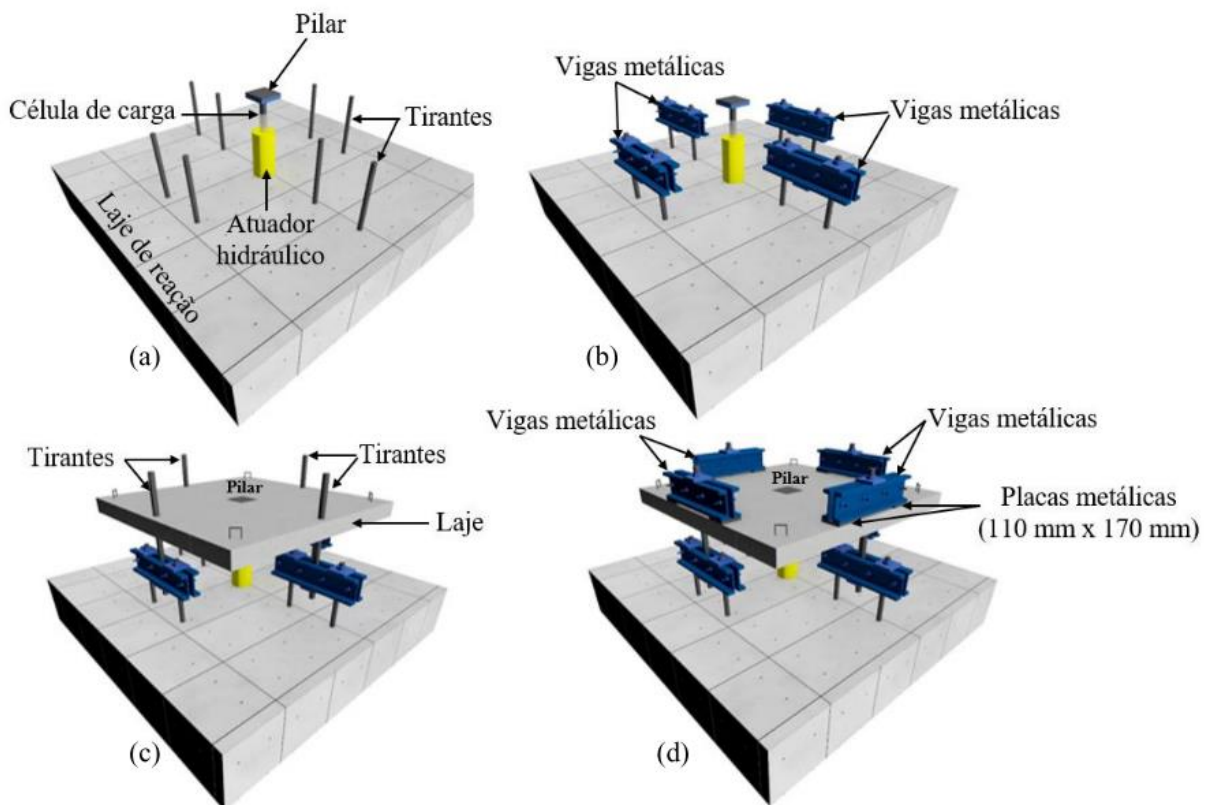 Pilar
Célula de carga
Tirantes
Atuador
hidráulico
Laje de reação
(a)
Vigas metálicas
Vigas metálicas
(b)
Tirantes
Tirantes
Pilar
Laje
(c)
Vigas metálicas
Vigas metálicas
Pilar
Placas metálicas
(110 mm x 170 mm)
(d)